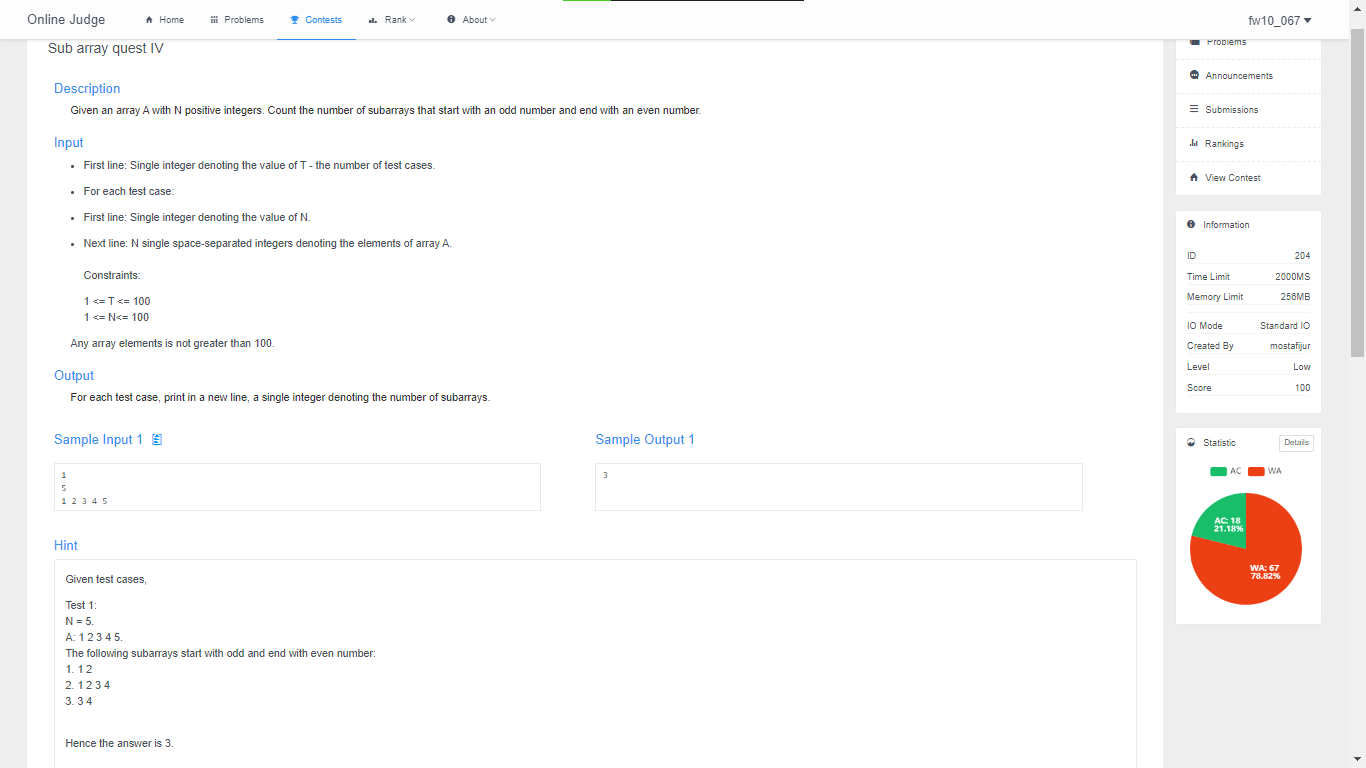 Online Judge
Home
Problems
Contests
Rank
About
fw10_067
Sub array quest IV
Description
Given an array A with N positive integers. Count the number of subarrays that start with an odd number and end with an even number.
Input
• First line: Single integer denoting the value of T - the number of test cases.
• For each test case:
• First line: Single integer denoting the value of N.
• Next line: N single space-separated integers denoting the elements of array A.
Constraints:
1 <= T <= 100
1 <= N<= 100
Any array elements is not greater than 100.
Output
For each test case, print in a new line, a single integer denoting the number of subarrays.
Sample Input 1
1
5
1 2 3 4 5
Sample Output 1
3
Hint
Given test cases,
Test 1:
N = 5.
A: 1 2 3 4 5.
The following subarrays start with odd and end with even number:
1. 1 2
2. 1 2 3 4
3. 3 4
Hence the answer is 3.
Problems
Announcements
Submissions
Rankings
View Contest
Information
ID 204
Time Limit 2000MS
Memory Limit 256MB
IO Mode Standard IO
Created By mostafijur
Level Low
Score 100
Statistic
Details
AC WA
AC: 18
21.18%
WA: 67
78.82%